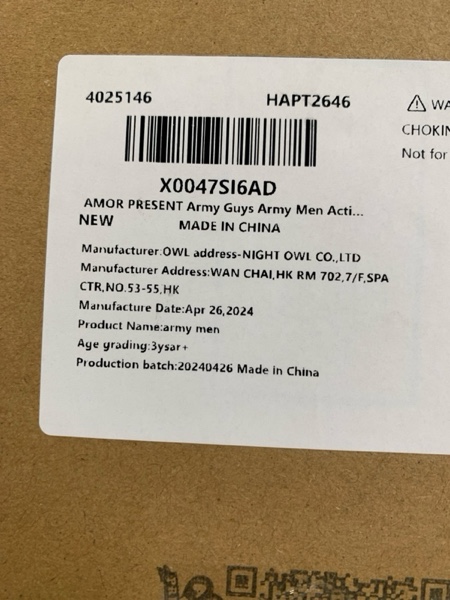 4025146 HAPT2646
X0047SI6AD
AMOR PRESENT Army Guys Army Men Acti...
NEW MADE IN CHINA
Manufacturer:OWL address-NIGHT OWL CO.,LTD
Manufacturer Address:WAN CHAI,HK RM 702,7/F,SPA
CTR,NO.53-55,HK
Manufacture Date:Apr 26,2024
Product Name:army men
Age grading:3ysar+
Production batch:20240426 Made in China
⚠ WA
CHOKIN
Not for